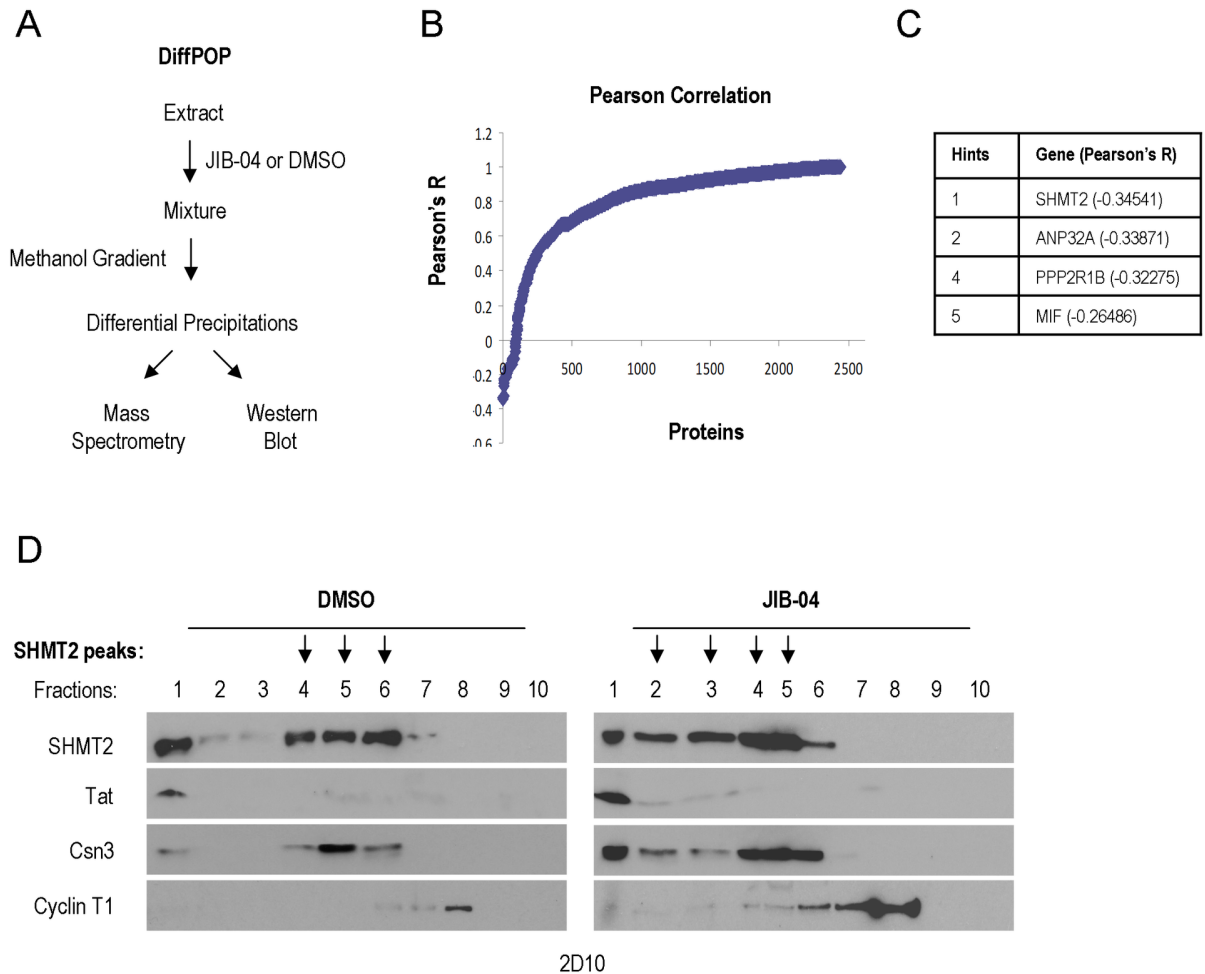 A
DiffPOP
Extract
JIB-04 or DMSO
Mixture
Methanol Gradient
Differential Precipitations
Mass
Spectrometry
Western
Blot
B
Pearson Correlation
Pearson's R
1.2
1
0.8
0.6
0.4
0.2
0
-0.2
-0.4
-0.6
0 500 1000 1500 2000 2500
Proteins
C
Hints Gene (Pearson's R)
1 SHMT2 (-0.34541)
2 ANP32A (-0.33871)
4 PPP2R1B (-0.32275)
5 MIF (-0.26486)
D
DMSO JIB-04
SHMT2 peaks:
Fractions: 1 2 3 4 5 6 7 8 9 10 1 2 3 4 5 6 7 8 9 10
SHMT2
Tat
Csn3
Cyclin T1
2D10